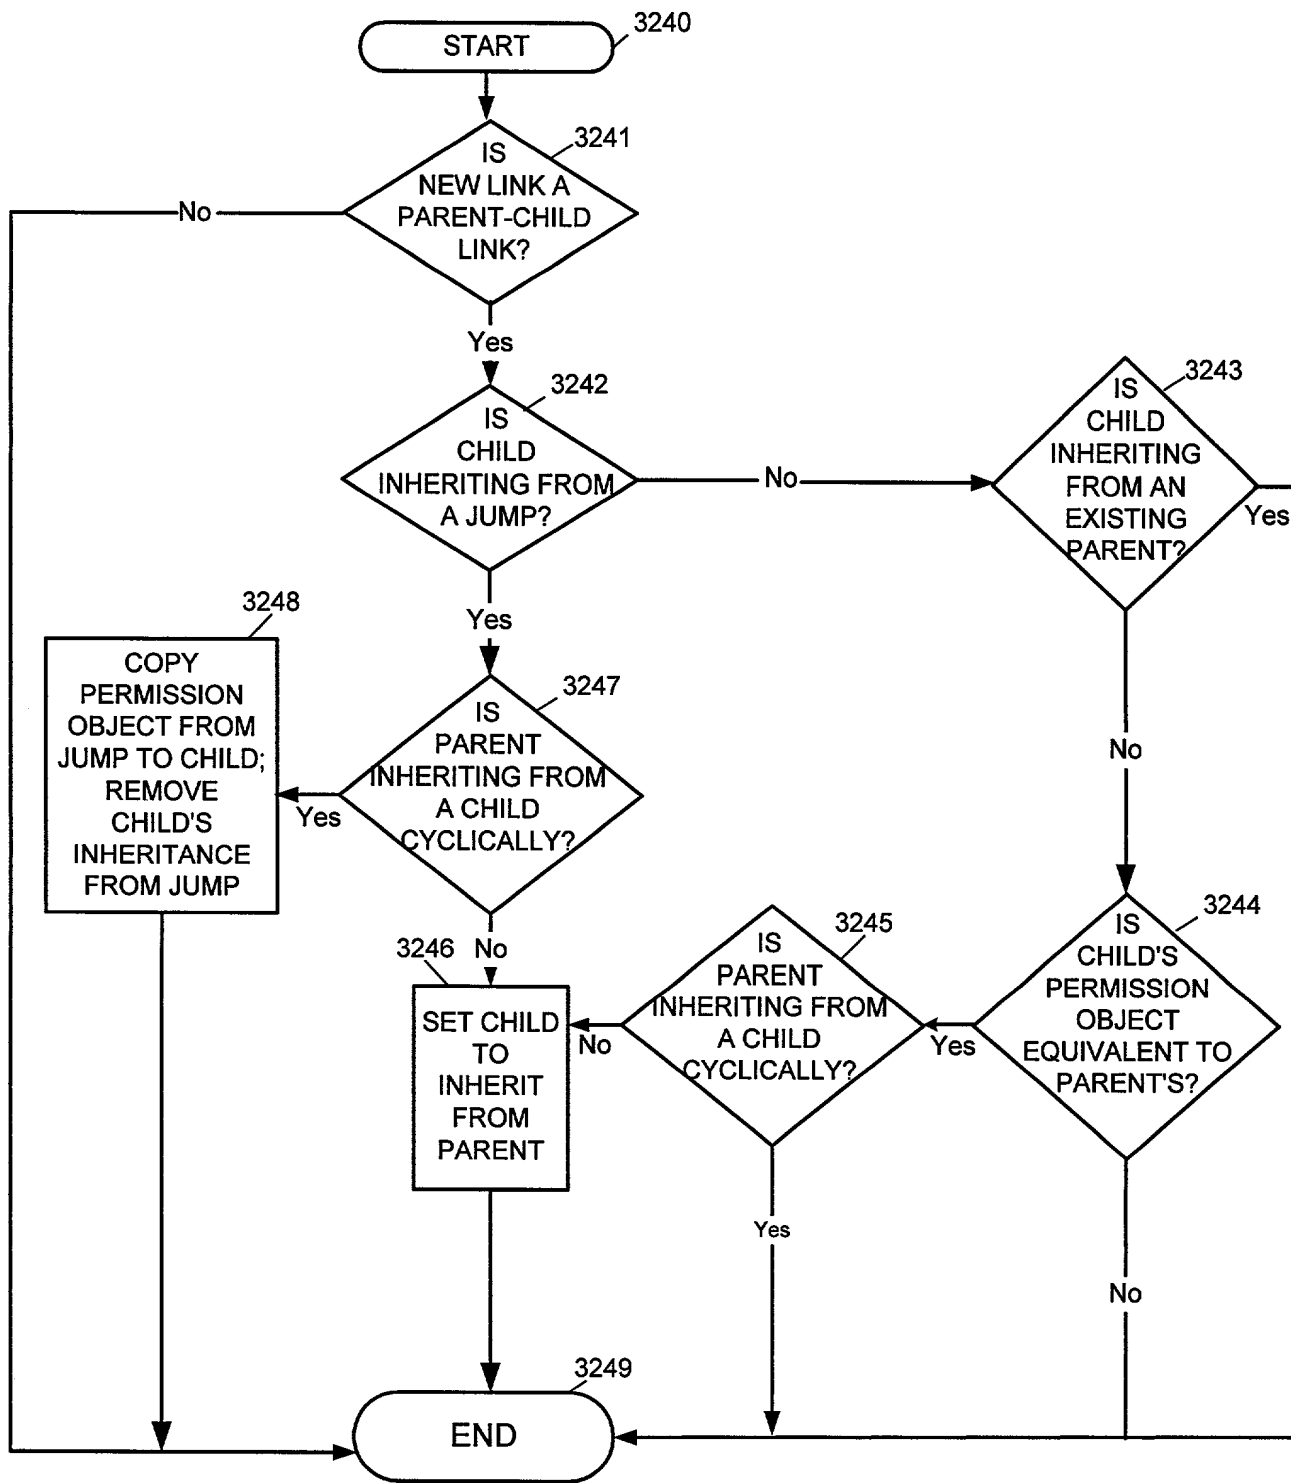 START
3240
3241
IS
NEW LINK A
PARENT-CHILD
LINK?
No
Yes
3242
IS
CHILD
INHERITING FROM
A JUMP?
No
3243
IS
CHILD
INHERITING
FROM AN
EXISTING
PARENT?
Yes
Yes
3248
COPY
PERMISSION
OBJECT FROM
JUMP TO CHILD;
REMOVE
CHILD'S
INHERITANCE
FROM JUMP
3247
IS
PARENT
INHERITING FROM
A CHILD
CYCLICALLY?
Yes
No
No
3246
SET CHILD
TO
INHERIT
FROM
PARENT
3245
IS
PARENT
INHERITING FROM
A CHILD
CYCLICALLY?
No
Yes
3244
IS
CHILD'S
PERMISSION
OBJECT
EQUIVALENT TO
PARENT'S?
Yes
No
3249
END